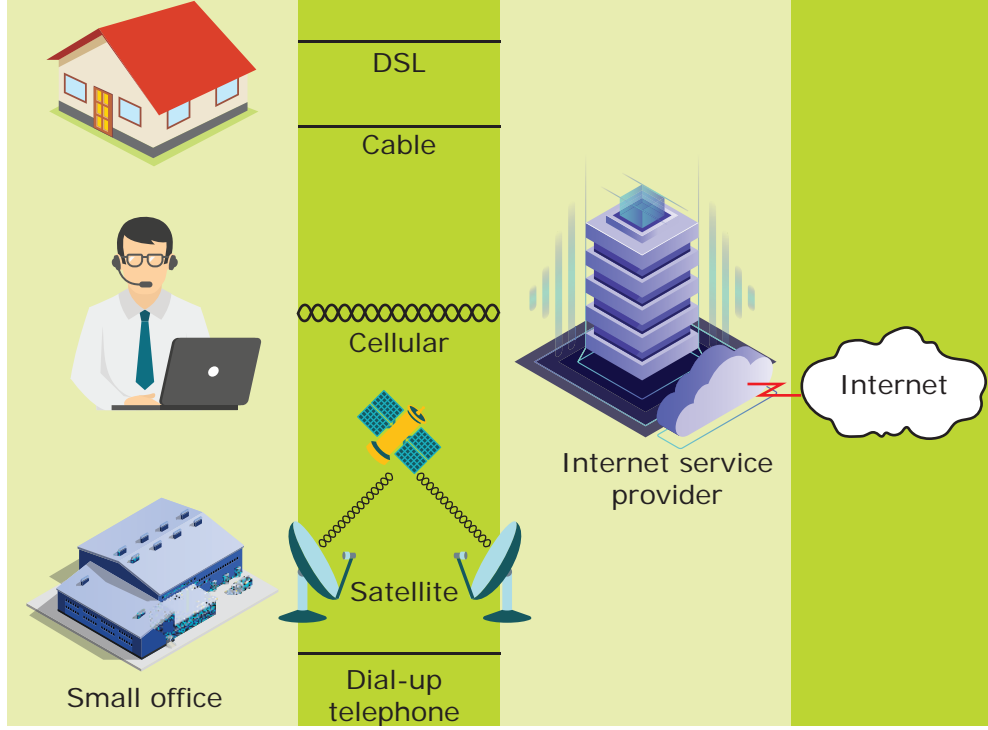 DSL
Cable
Cellular
Internet
Internet service
provider
Satellite
Small office
Dial-up
telephone